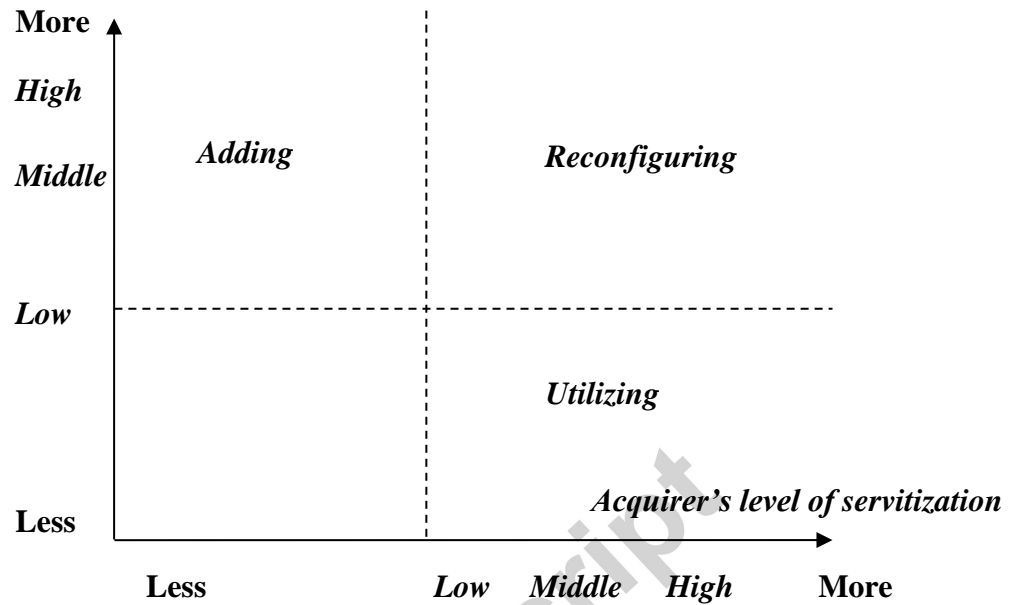 More
High
Adding
Reconfiguring
Middle
Low
Utilizing
Acquirer’s level of servitization
Less
Less Low Middle High More